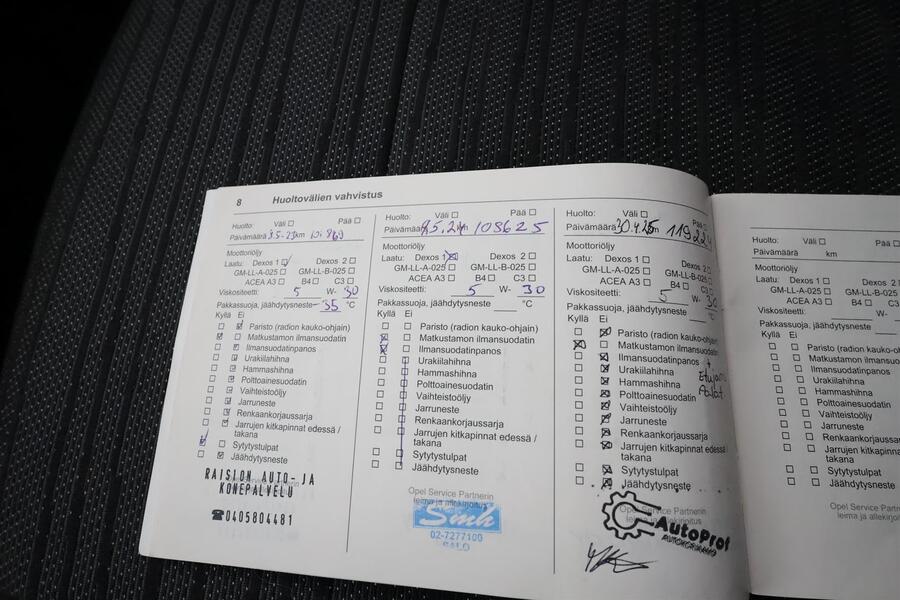 8
Huoltovälien vahvistus
Huolto: Väli Pää
Päivämäärä 3.5-23 km 101 869
Moottoriöljy
Laatu: Dexos 1 Dexos 2
GM-LL-A-025 GM-LL-B-025
ACEA A3 B4 C3
Viskositeetti: 5 W- 30
Pakkassuoja, jäähdytysneste -35 °C
Kyllä Ei
Paristo (radion kauko-ohjain)
Matkustamon ilmansuodatin
Ilmansuodatinpanos
Urakiilahihna
Hammashihna
Polttoainesuodatin
Vaihteistoöljy
Jarruneste
Renkaankorjaussarja
Jarrujen kitkapinnat edessä /
takana
Sytytystulpat
Jäähdytysneste
RAISION AUTO- JA
KONEPALVELU
☎0405804481
Huolto: Väli Pää
Päivämäärä 5.24 km 108625
Moottoriöljy
Laatu: Dexos 1 Dexos 2
GM-LL-A-025 GM-LL-B-025
ACEA A3 B4 C3
Viskositeetti: 5 W- 30
Pakkassuoja, jäähdytysneste °C
Kyllä Ei
Paristo (radion kauko-ohjain)
Matkustamon ilmansuodatin
Ilmansuodatinpanos
Urakiilahihna
Hammashihna
Polttoainesuodatin
Vaihteistoöljy
Jarruneste
Renkaankorjaussarja
Jarrujen kitkapinnat edessä /
takana
Sytytystulpat
Jäähdytysneste
Opel Service Partnerin
leima ja allekirjoitus
Smh
02-7277100
SALO
Huolto: Väli Pää
Päivämäärä 30.4.25 km
Moottoriöljy
Laatu: Dexos 1 Dexos 2
GM-LL-A-025 GM-LL-B-025
ACEA A3 B4 C3
Viskositeetti: 5 W- 30
Pakkassuoja, jäähdytysneste
Kyllä Ei
Paristo (radion kauko-ohjain)
Matkustamon ilmansuodatin
Ilmansuodatinpanos
Urakiilahihna
Hammashihna
Polttoainesuodatin
Vaihteistoöljy
Jarruneste
Renkaankorjaussarja
Jarrujen kitkapinnat edessä /
takana
Sytytystulpat
Jäähdytysneste
AutoProf
AUTOKORJAAMO
Huolto: Väli
Päivämäärä km
Moottoriöljy
Laatu: Dexos 1 Dexos
GM-LL-A-025 GM-LL-B-025
ACEA A3 B4 C3
Viskositeetti: W-
Pakkassuoja, jäähdytysneste
Kyllä Ei
Paristo (radion kauko-ohjain)
Matkustamon ilmansuodatin
Ilmansuodatinpanos
Urakiilahihna
Hammashihna
Polttoainesuodatin
Vaihteistoöljy
Jarruneste
Renkaankorjaussarja
Jarrujen kitkapinnat edessä
takana
Sytytystulpat
Jäähdytysneste
Opel Service
leima ja